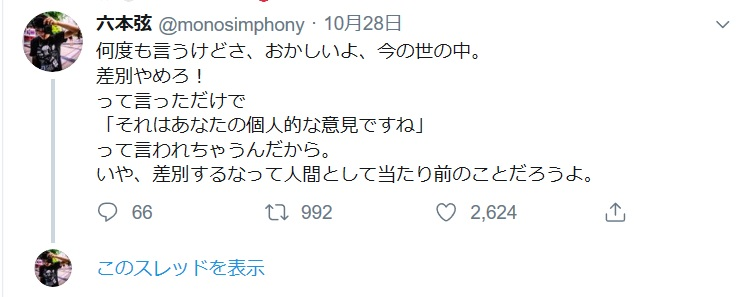 六本弦 @monosimphony · 10月28日
何度も言うけどさ、おかしいよ、今の世の中。
差別やめろ！
って言っただけで
「それはあなたの個人的な意見ですね」
って言われちゃうんだから。
いや、差別するなって人間として当たり前のことだろうよ。
66 992 2,624
このスレッドを表示